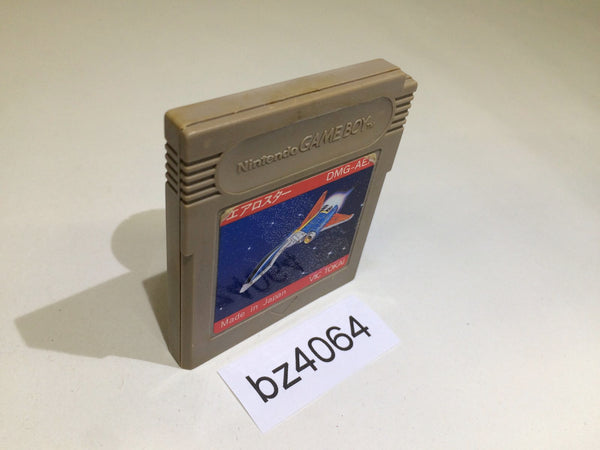 Nintendo GAMEBOY
エアロスター DMG-AE
Made in Japan VIC TOKAI
bz4064